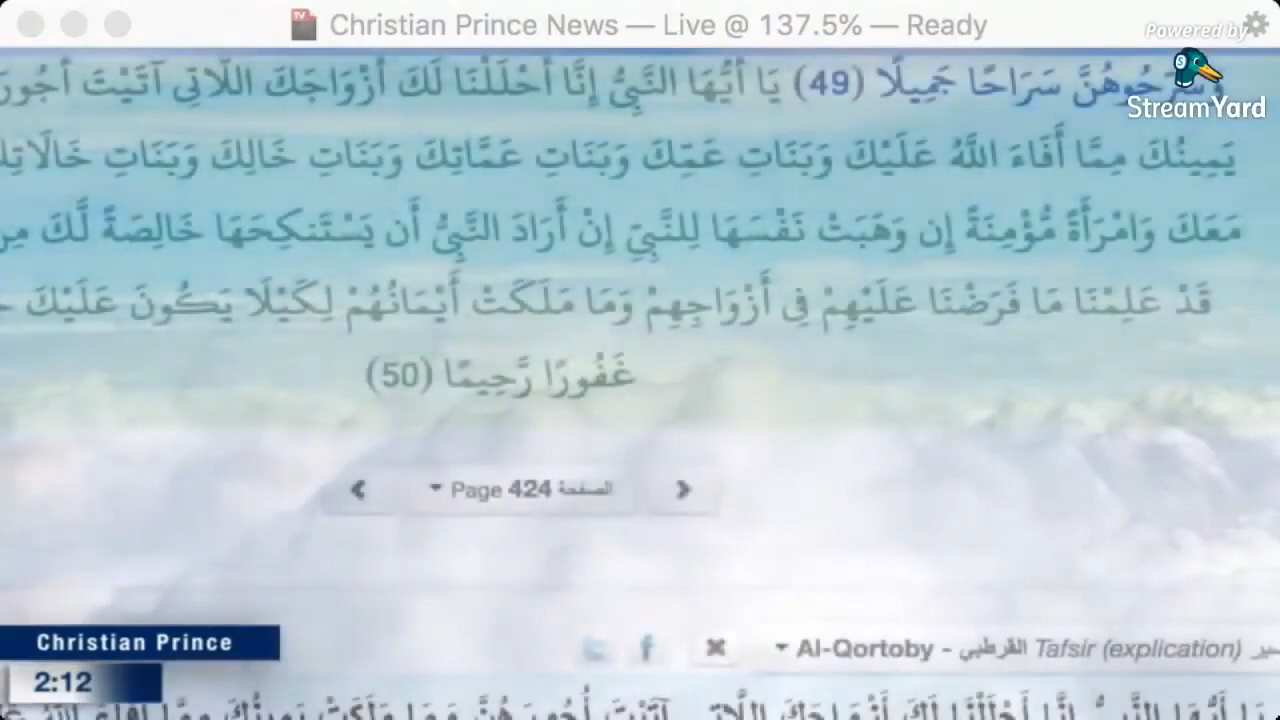 Christian Prince News — Live @ 137.5% — Ready
Powered by
StreamYard
وَسَرِّحُوهُنَّ سَرَاحًا جَمِيلًا (49) يَا أَيُّهَا النَّبِيُّ إِنَّا أَحْلَلْنَا لَكَ أَزْوَاجَكَ اللَّاتِي آتَيْتَ
يَمِينُكَ مِمَّا أَفَاءَ اللَّهُ عَلَيْكَ وَبَنَاتِ عَمِّكَ وَبَنَاتِ عَمَّاتِكَ وَبَنَاتِ خَالِكَ وَبَنَاتِ
مَعَكَ وَامْرَأَةً مُّؤْمِنَةً إِن وَهَبَتْ نَفْسَهَا لِلنَّبِيِّ إِنْ أَرَادَ النَّبِيُّ أَن يَسْتَنكِحَهَا خَالِصَةً لَّكَ
قَدْ عَلِمْنَا مَا فَرَضْنَا عَلَيْهِمْ فِي أَزْوَاجِهِمْ وَمَا مَلَكَتْ أَيْمَانُهُمْ لِكَيْلَا يَكُونَ عَلَيْكَ
غَفُورًا رَّحِيمًا (50)
Page 424 الصفحة
Al-Qortoby - القرطبي Tafsir (explication)
Christian Prince
2:12